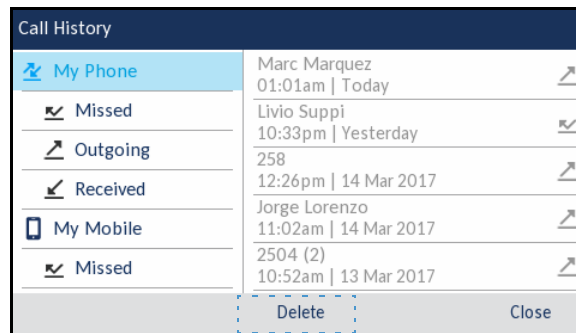 Call History
My Phone
Missed
Outgoing
Received
My Mobile
Missed
Marc Marquez
01:01am | Today
Livio Suppi
10:33pm | Yesterday
258
12:26pm | 14 Mar 2017
Jorge Lorenzo
11:02am | 14 Mar 2017
2504 (2)
10:52am | 13 Mar 2017
Delete
Close